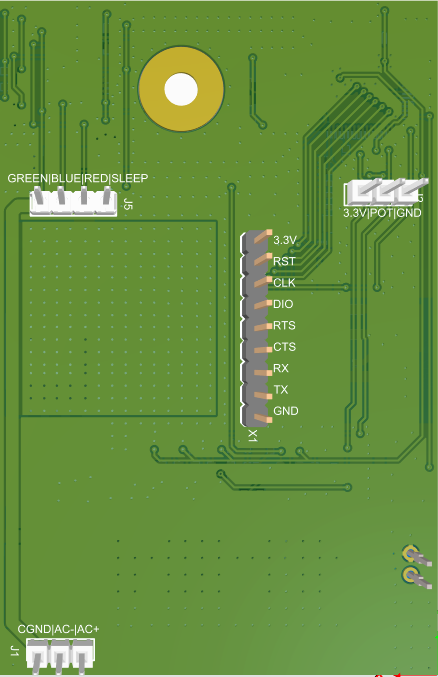 GREEN|BLUE|RED|SLEEP
J5
3.3V|POT|GND
3.3V
RST
CLK
DIO
RTS
CTS
RX
TX
GND
X1
CGND|AC-|AC+
J1